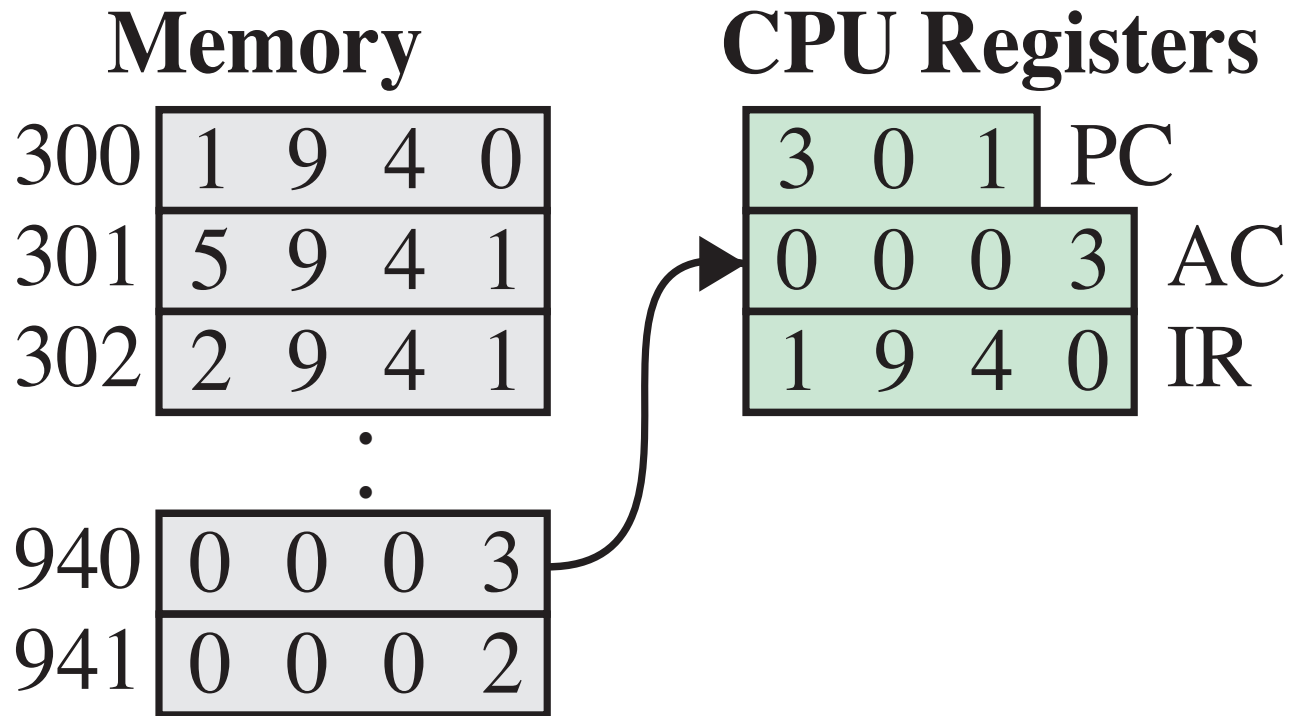 Memory CPU Registers
300 1 9 4 0 3 0 1 PC
301 5 9 4 1 0 0 0 3 AC
302 2 9 4 1 1 9 4 0 IR
940 0 0 0 3
941 0 0 0 2